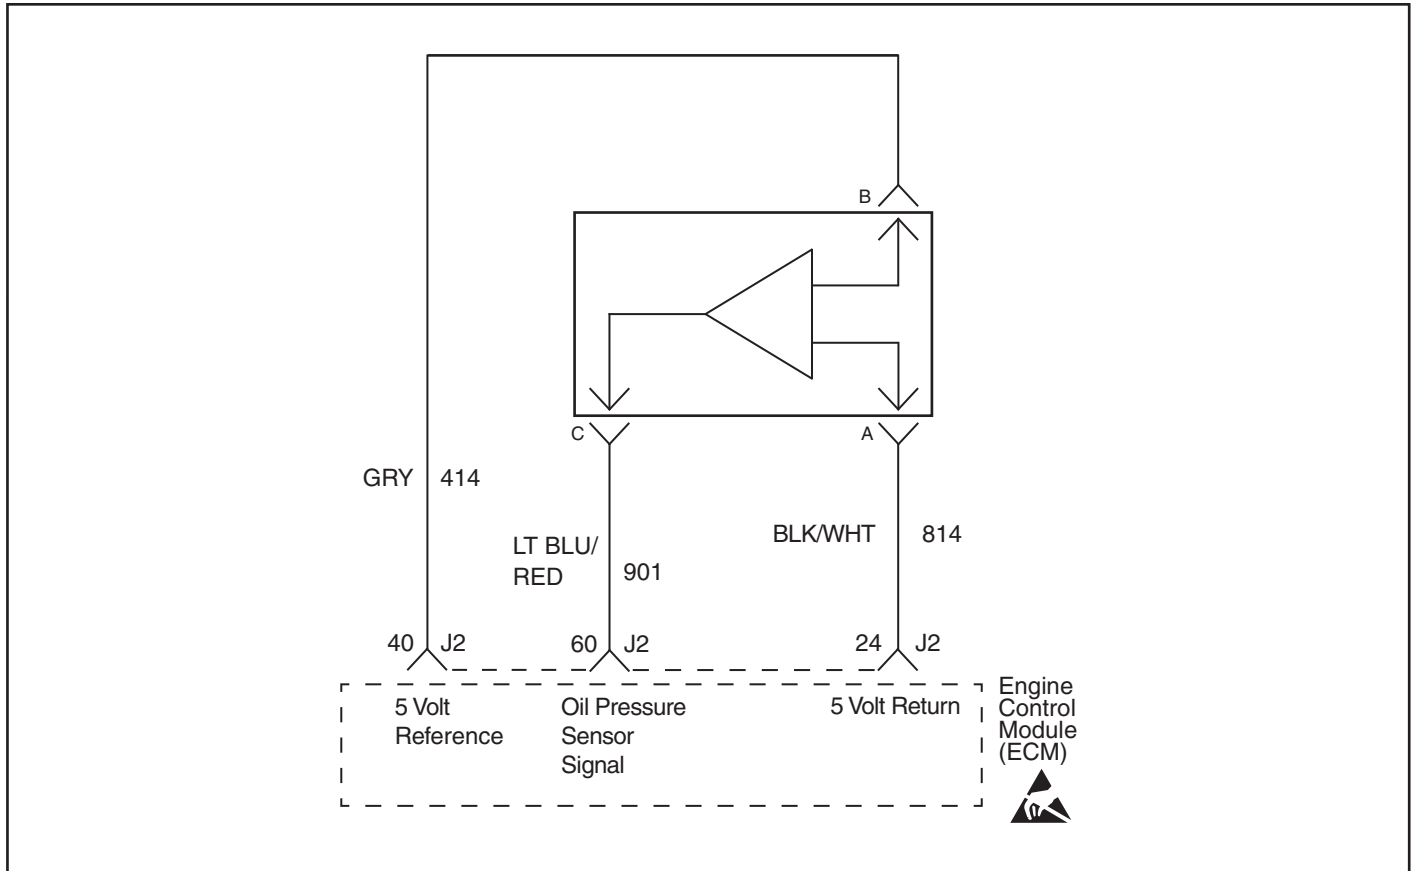 B
C
A
GRY 414
BLK/WHT 814
LT BLU/
RED
901
40 J2
60 J2
24 J2
5 Volt
Reference
Oil Pressure
Sensor
Signal
5 Volt Return
Engine
Control
Module
(ECM)